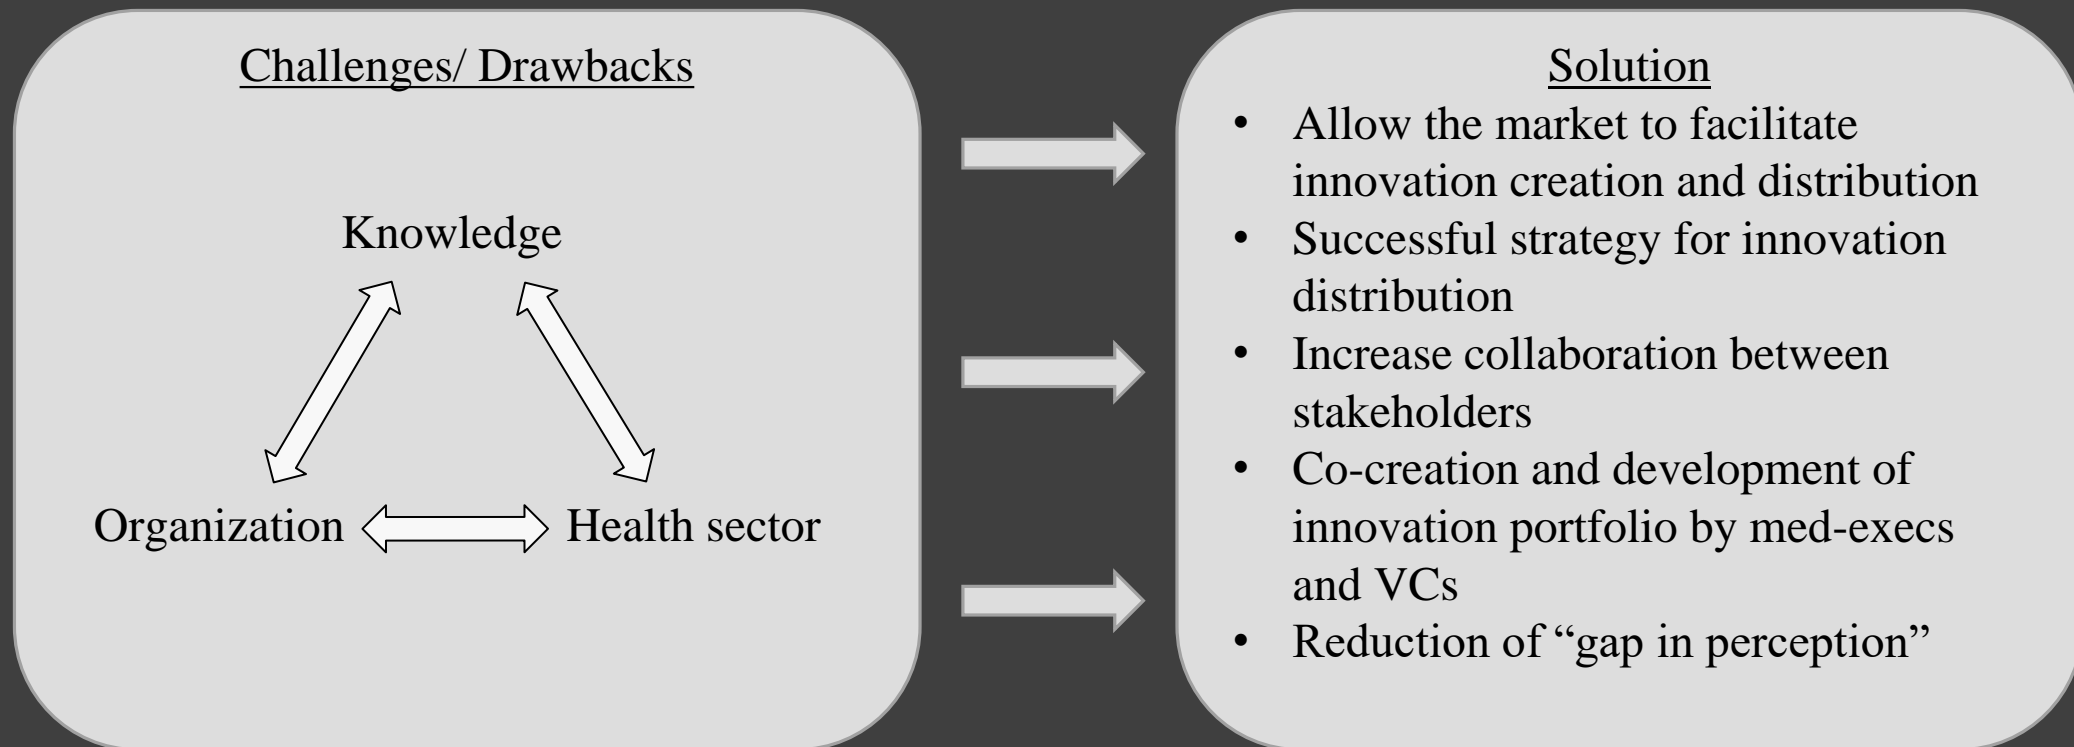 Challenges/ Drawbacks
Knowledge
Organization
Health sector
Solution
• Allow the market to facilitate
innovation creation and distribution
• Successful strategy for innovation
distribution
• Increase collaboration between
stakeholders
• Co-creation and development of
innovation portfolio by med-execs
and VCs
• Reduction of “gap in perception”